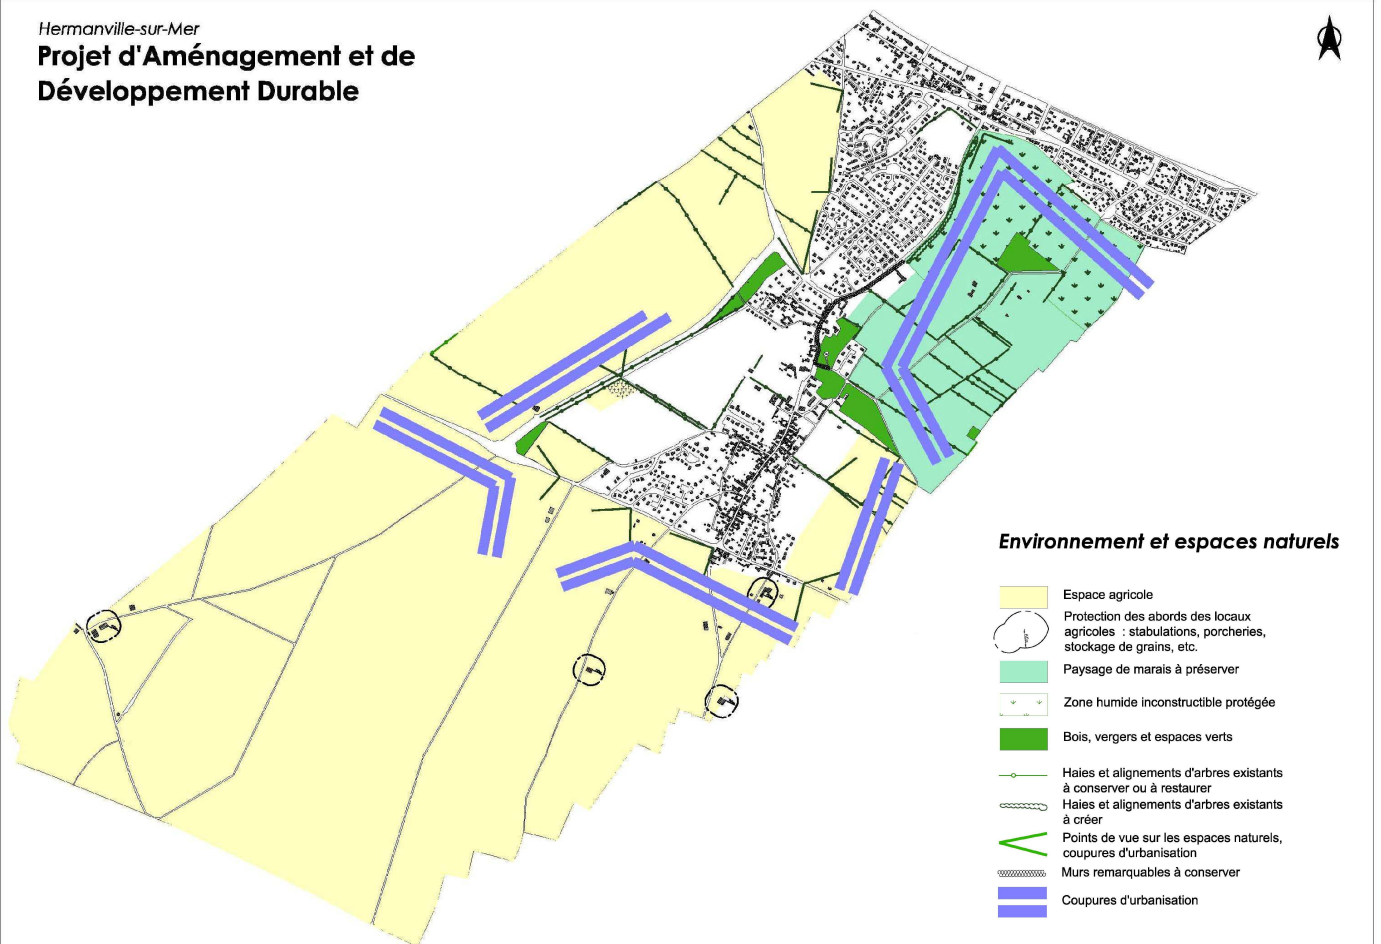 Hermanville-sur-Mer
Projet d'Aménagement et de
Développement Durable
Environnement et espaces naturels
Espace agricole
Protection des abords des locaux
agricoles : stabulations, porcheries,
stockage de grains, etc.
Paysage de marais à préserver
Zone humide inconstructible protégée
Bois, vergers et espaces verts
Haies et alignements d'arbres existants
à conserver ou à restaurer
Haies et alignements d'arbres existants
à créer
Points de vue sur les espaces naturels,
coupures d'urbanisation
Murs remarquables à conserver
Coupures d'urbanisation